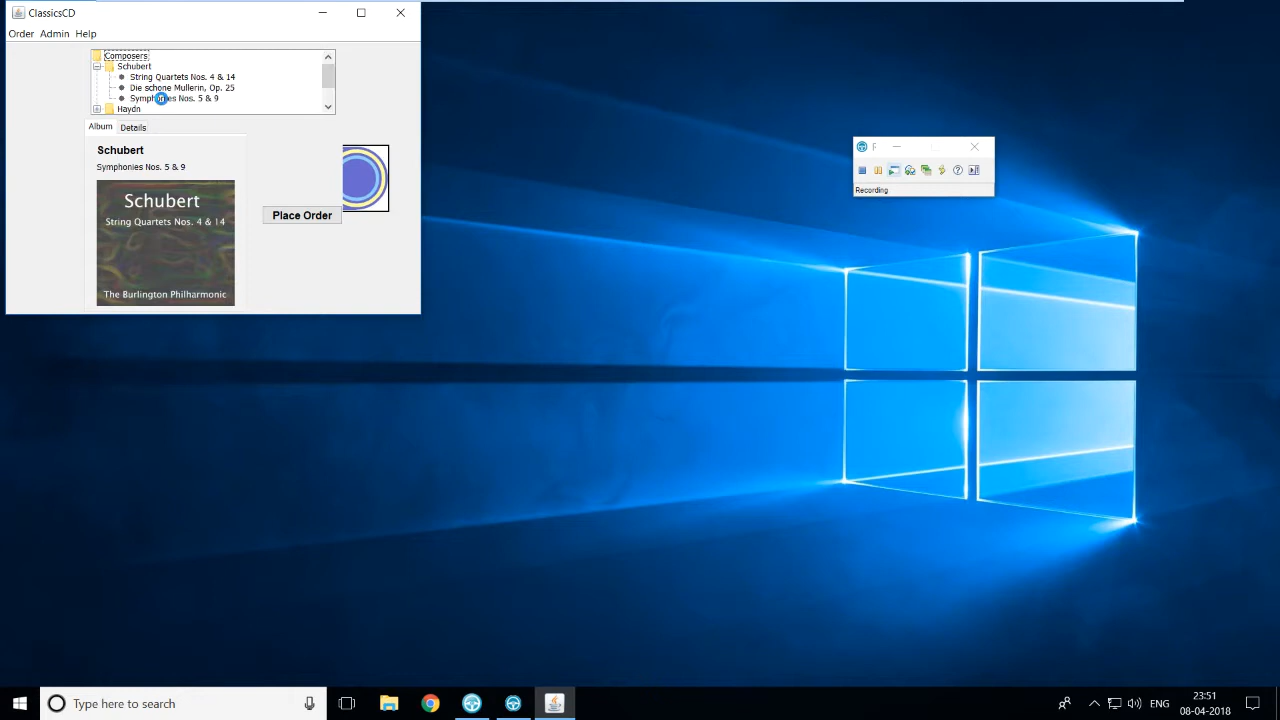 ClassicsCD
Order Admin Help
Composers
Schubert
String Quartets Nos. 4 & 14
Die schone Mullerin, Op. 25
Symphonies Nos. 5 & 9
Haydn
Album Details
Schubert
Symphonies Nos. 5 & 9
Schubert
String Quartets Nos. 4 & 14
The Burlington Philharmonic
Place Order
Recording
Type here to search
ENG
23:51
08-04-2018